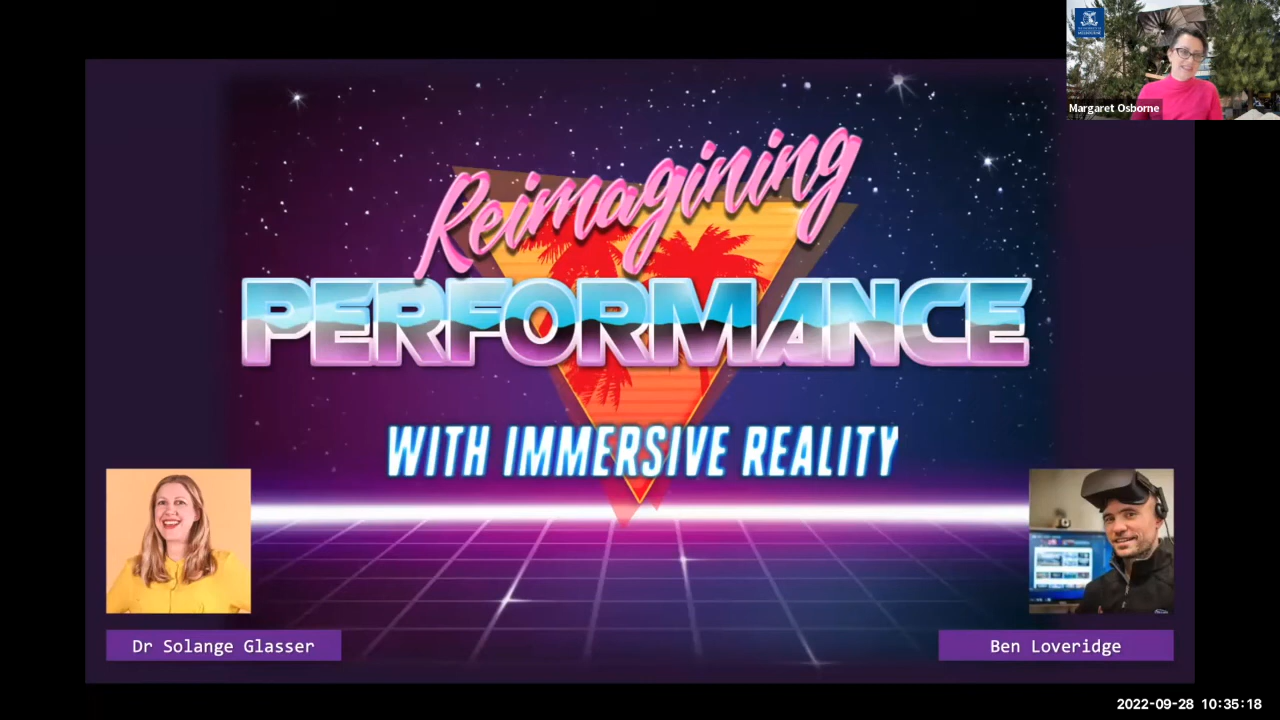 Margaret Osborne
Reimagining
PERFORMANCE
WITH IMMERSIVE REALITY
Dr Solange Glasser
Ben Loveridge
2022-09-28 10:35:18